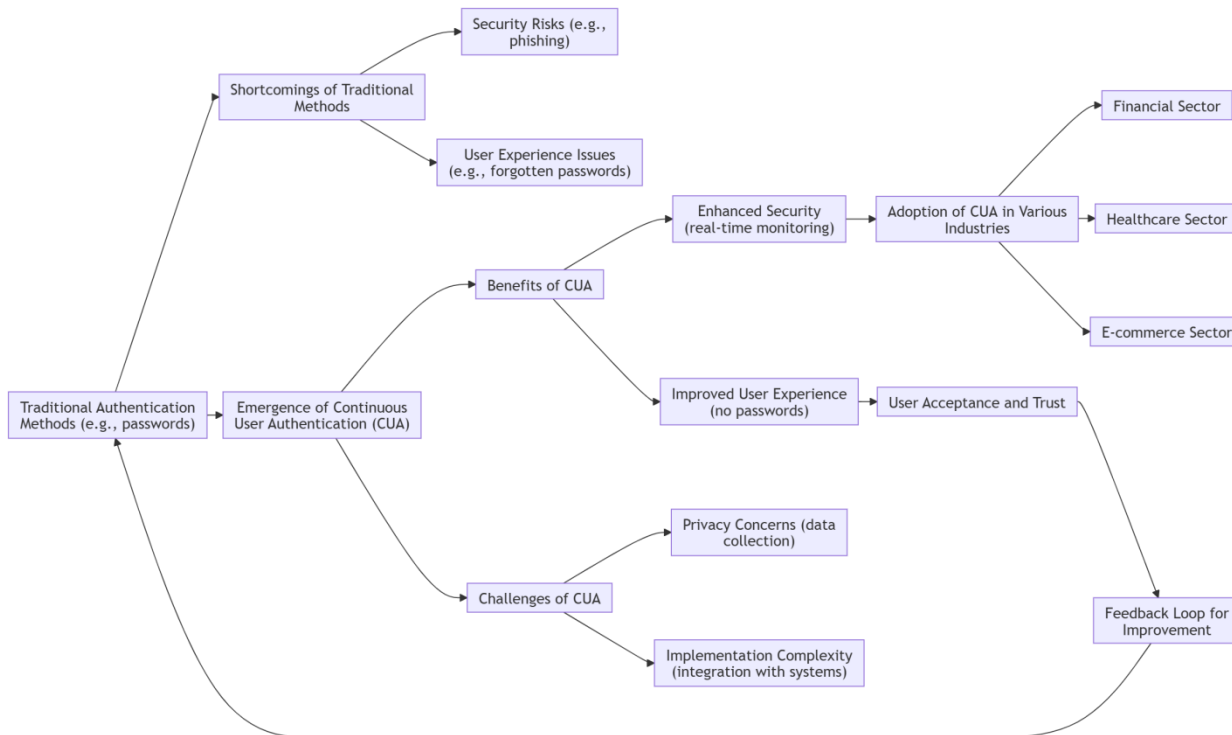 Security Risks (e.g.,
phishing)
Shortcomings of Traditional
Methods
User Experience Issues
(e.g., forgotten passwords)
Financial Sector
Enhanced Security
(real-time monitoring)
Adoption of CUA in Various
Industries
Healthcare Sector
Benefits of CUA
E-commerce Sector
Traditional Authentication
Methods (e.g., passwords)
Emergence of Continuous
User Authentication (CUA)
Improved User Experience
(no passwords)
User Acceptance and Trust
Privacy Concerns (data
collection)
Challenges of CUA
Implementation Complexity
(integration with systems)
Feedback Loop for
Improvement